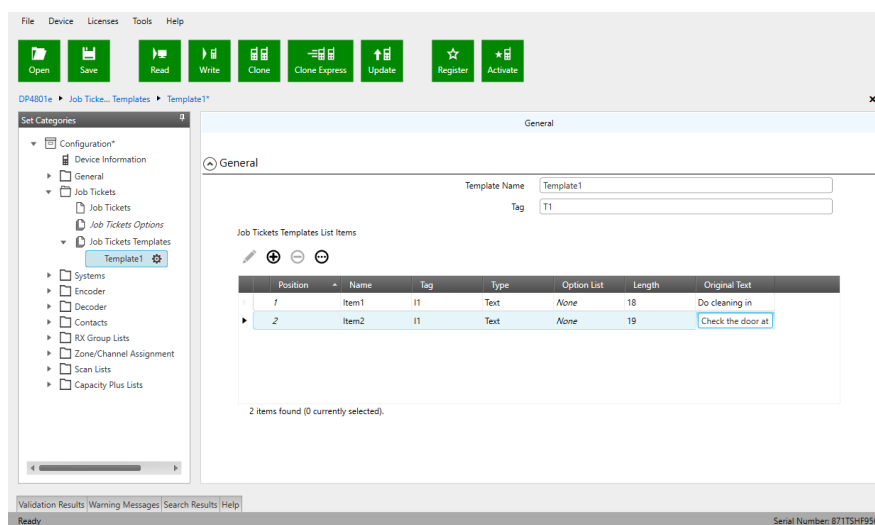 File Device Licenses Tools Help
Open Save Read Write Clone Clone Express Update Register Activate
DP4801e Job Ticke... Templates Template1*
Set Categories
General
Configuration*
Device Information
General
Job Tickets
Job Tickets
Job Tickets Options
Job Tickets Templates
Template1
Systems
Encoder
Decoder
Contacts
RX Group Lists
Zone/Channel Assignment
Scan Lists
Capacity Plus Lists
General
Template Name Template1
Tag T1
Job Tickets Templates List Items
Position Name Tag Type Option List Length Original Text
1 Item1 I1 Text None 18 Do cleaning in
2 Item2 I1 Text None 19 Check the door at
2 items found (0 currently selected).
Validation Results Warning Messages Search Results Help
Ready Serial Number: 871TSHF95